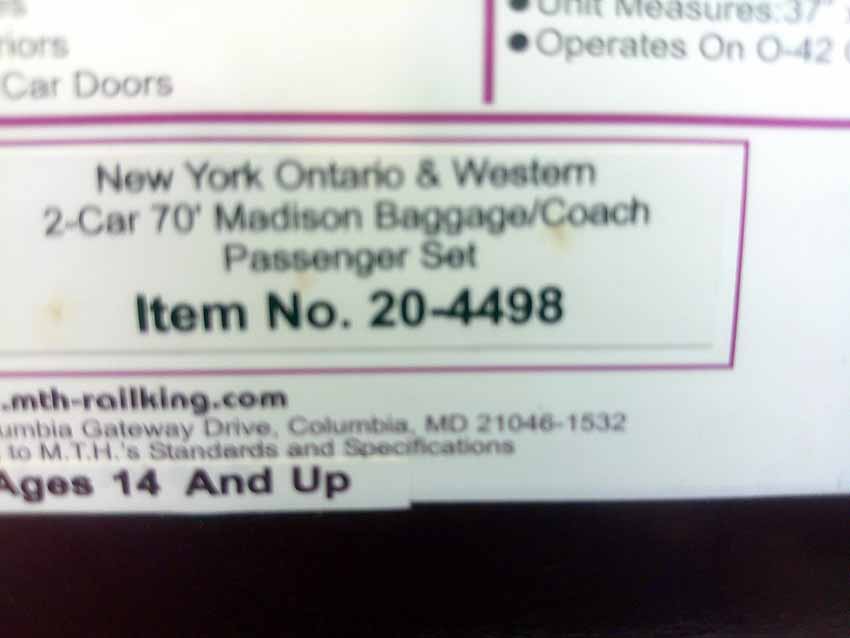 Unit Measures:37"
riors
Operates On O-42
Car Doors
New York Ontario & Western
2-Car 70' Madison Baggage/Coach
Passenger Set
Item No. 20-4498
.mth-railking.com
umbia Gateway Drive, Columbia, MD 21046-1532
to M.T.H.'s Standards and Specifications
Ages 14 And Up